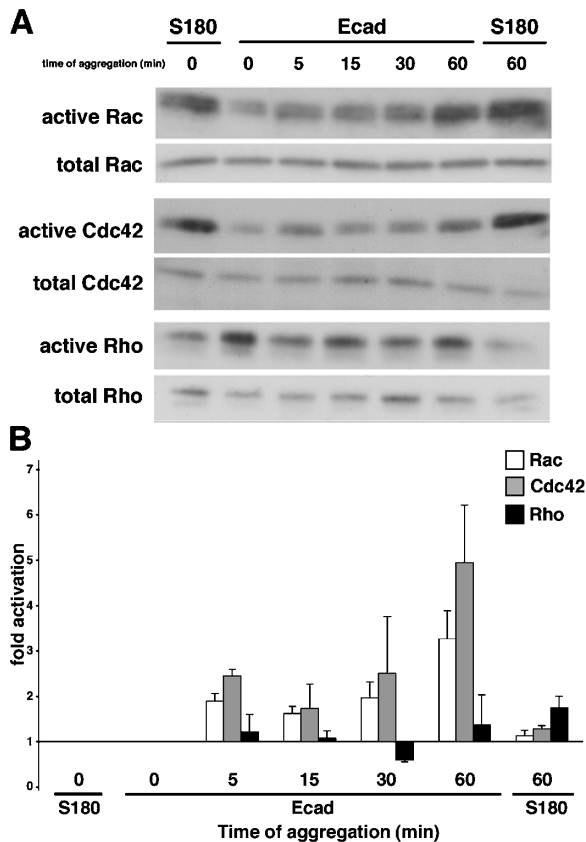 A
S180 Ecad S180
time of aggregation (min) 0 0 5 15 30 60 60
active Rac
total Rac
active Cdc42
total Cdc42
active Rho
total Rho
B
7
6
5
4
3
2
1
0
fold activation
Rac
Cdc42
Rho
0 0 5 15 30 60 60
S180 Ecad S180
Time of aggregation (min)